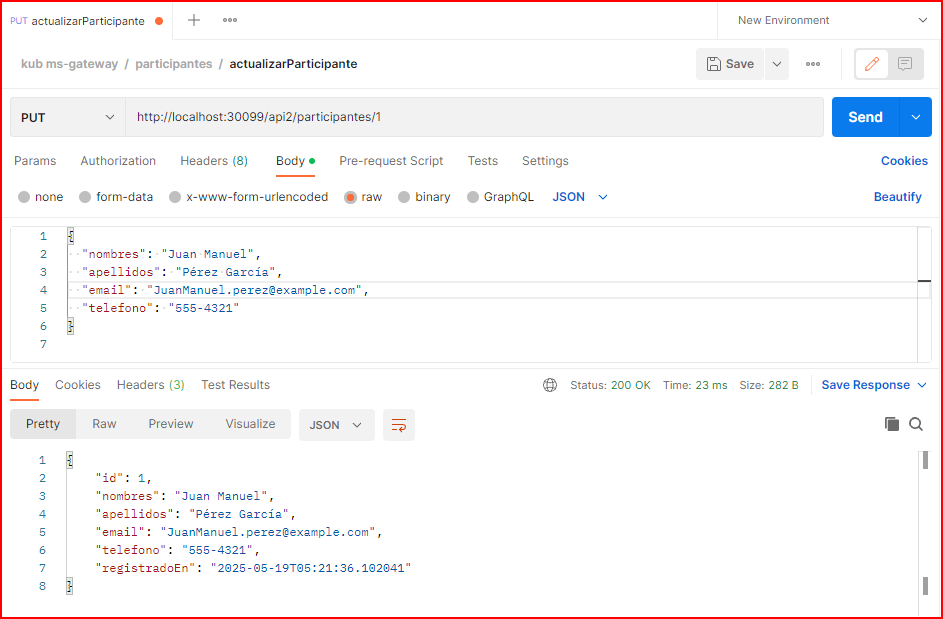 PUT actualizarParticipante
New Environment
kub ms-gateway / participantes / actualizarParticipante
Save
PUT
http://localhost:30099/api2/participantes/1
Send
Params Authorization Headers (8) Body Pre-request Script Tests Settings Cookies
none form-data x-www-form-urlencoded raw binary GraphQL JSON Beautify
1 {
2 "nombres": "Juan Manuel",
3 "apellidos": "Pérez García",
4 "email": "JuanManuel.perez@example.com",
5 "telefono": "555-4321"
6 }
7
Body Cookies Headers (3) Test Results Status: 200 OK Time: 23 ms Size: 282 B Save Response
Pretty Raw Preview Visualize JSON
1 {
2 "id": 1,
3 "nombres": "Juan Manuel",
4 "apellidos": "Pérez García",
5 "email": "JuanManuel.perez@example.com",
6 "telefono": "555-4321",
7 "registradoEn": "2025-05-19T05:21:36.102041"
8 }